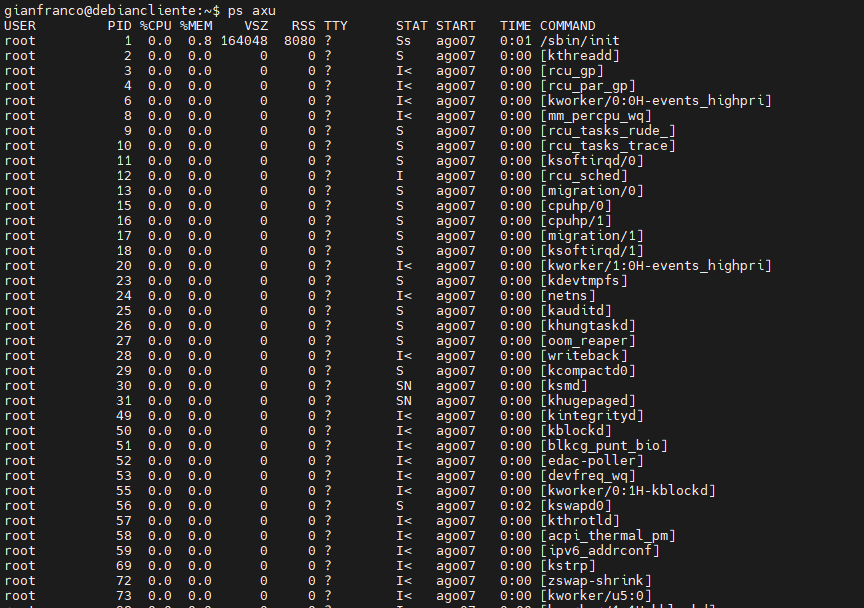 gianfranco@debiancliente:~$ ps axu
USER PID %CPU %MEM VSZ RSS TTY STAT START TIME COMMAND
root 1 0.0 0.8 164048 8080 ? Ss ago07 0:01 /sbin/init
root 2 0.0 0.0 0 0 ? S ago07 0:00 [kthreadd]
root 3 0.0 0.0 0 0 ? I< ago07 0:00 [rcu_gp]
root 4 0.0 0.0 0 0 ? I< ago07 0:00 [rcu_par_gp]
root 6 0.0 0.0 0 0 ? I< ago07 0:00 [kworker/0:0H-events_highpri]
root 8 0.0 0.0 0 0 ? I< ago07 0:00 [mm_percpu_wq]
root 9 0.0 0.0 0 0 ? S ago07 0:00 [rcu_tasks_rude_]
root 10 0.0 0.0 0 0 ? S ago07 0:00 [rcu_tasks_trace]
root 11 0.0 0.0 0 0 ? S ago07 0:00 [ksoftirqd/0]
root 12 0.0 0.0 0 0 ? I ago07 0:00 [rcu_sched]
root 13 0.0 0.0 0 0 ? S ago07 0:00 [migration/0]
root 15 0.0 0.0 0 0 ? S ago07 0:00 [cpuhp/0]
root 16 0.0 0.0 0 0 ? S ago07 0:00 [cpuhp/1]
root 17 0.0 0.0 0 0 ? S ago07 0:00 [migration/1]
root 18 0.0 0.0 0 0 ? S ago07 0:00 [ksoftirqd/1]
root 20 0.0 0.0 0 0 ? I< ago07 0:00 [kworker/1:0H-events_highpri]
root 23 0.0 0.0 0 0 ? S ago07 0:00 [kdevtmpfs]
root 24 0.0 0.0 0 0 ? I< ago07 0:00 [netns]
root 25 0.0 0.0 0 0 ? S ago07 0:00 [kauditd]
root 26 0.0 0.0 0 0 ? S ago07 0:00 [khungtaskd]
root 27 0.0 0.0 0 0 ? S ago07 0:00 [oom_reaper]
root 28 0.0 0.0 0 0 ? I< ago07 0:00 [writeback]
root 29 0.0 0.0 0 0 ? S ago07 0:00 [kcompactd0]
root 30 0.0 0.0 0 0 ? SN ago07 0:00 [ksmd]
root 31 0.0 0.0 0 0 ? SN ago07 0:00 [khugepaged]
root 49 0.0 0.0 0 0 ? I< ago07 0:00 [kintegrityd]
root 50 0.0 0.0 0 0 ? I< ago07 0:00 [kblockd]
root 51 0.0 0.0 0 0 ? I< ago07 0:00 [blkcg_punt_bio]
root 52 0.0 0.0 0 0 ? I< ago07 0:00 [edac-poller]
root 53 0.0 0.0 0 0 ? I< ago07 0:00 [devfreq_wq]
root 55 0.0 0.0 0 0 ? I< ago07 0:00 [kworker/0:1H-kblockd]
root 56 0.0 0.0 0 0 ? S ago07 0:02 [kswapd0]
root 57 0.0 0.0 0 0 ? I< ago07 0:00 [kthrotld]
root 58 0.0 0.0 0 0 ? I< ago07 0:00 [acpi_thermal_pm]
root 59 0.0 0.0 0 0 ? I< ago07 0:00 [ipv6_addrconf]
root 69 0.0 0.0 0 0 ? I< ago07 0:00 [kstrp]
root 72 0.0 0.0 0 0 ? I< ago07 0:00 [zswap-shrink]
root 73 0.0 0.0 0 0 ? I< ago07 0:00 [kworker/u5:0]